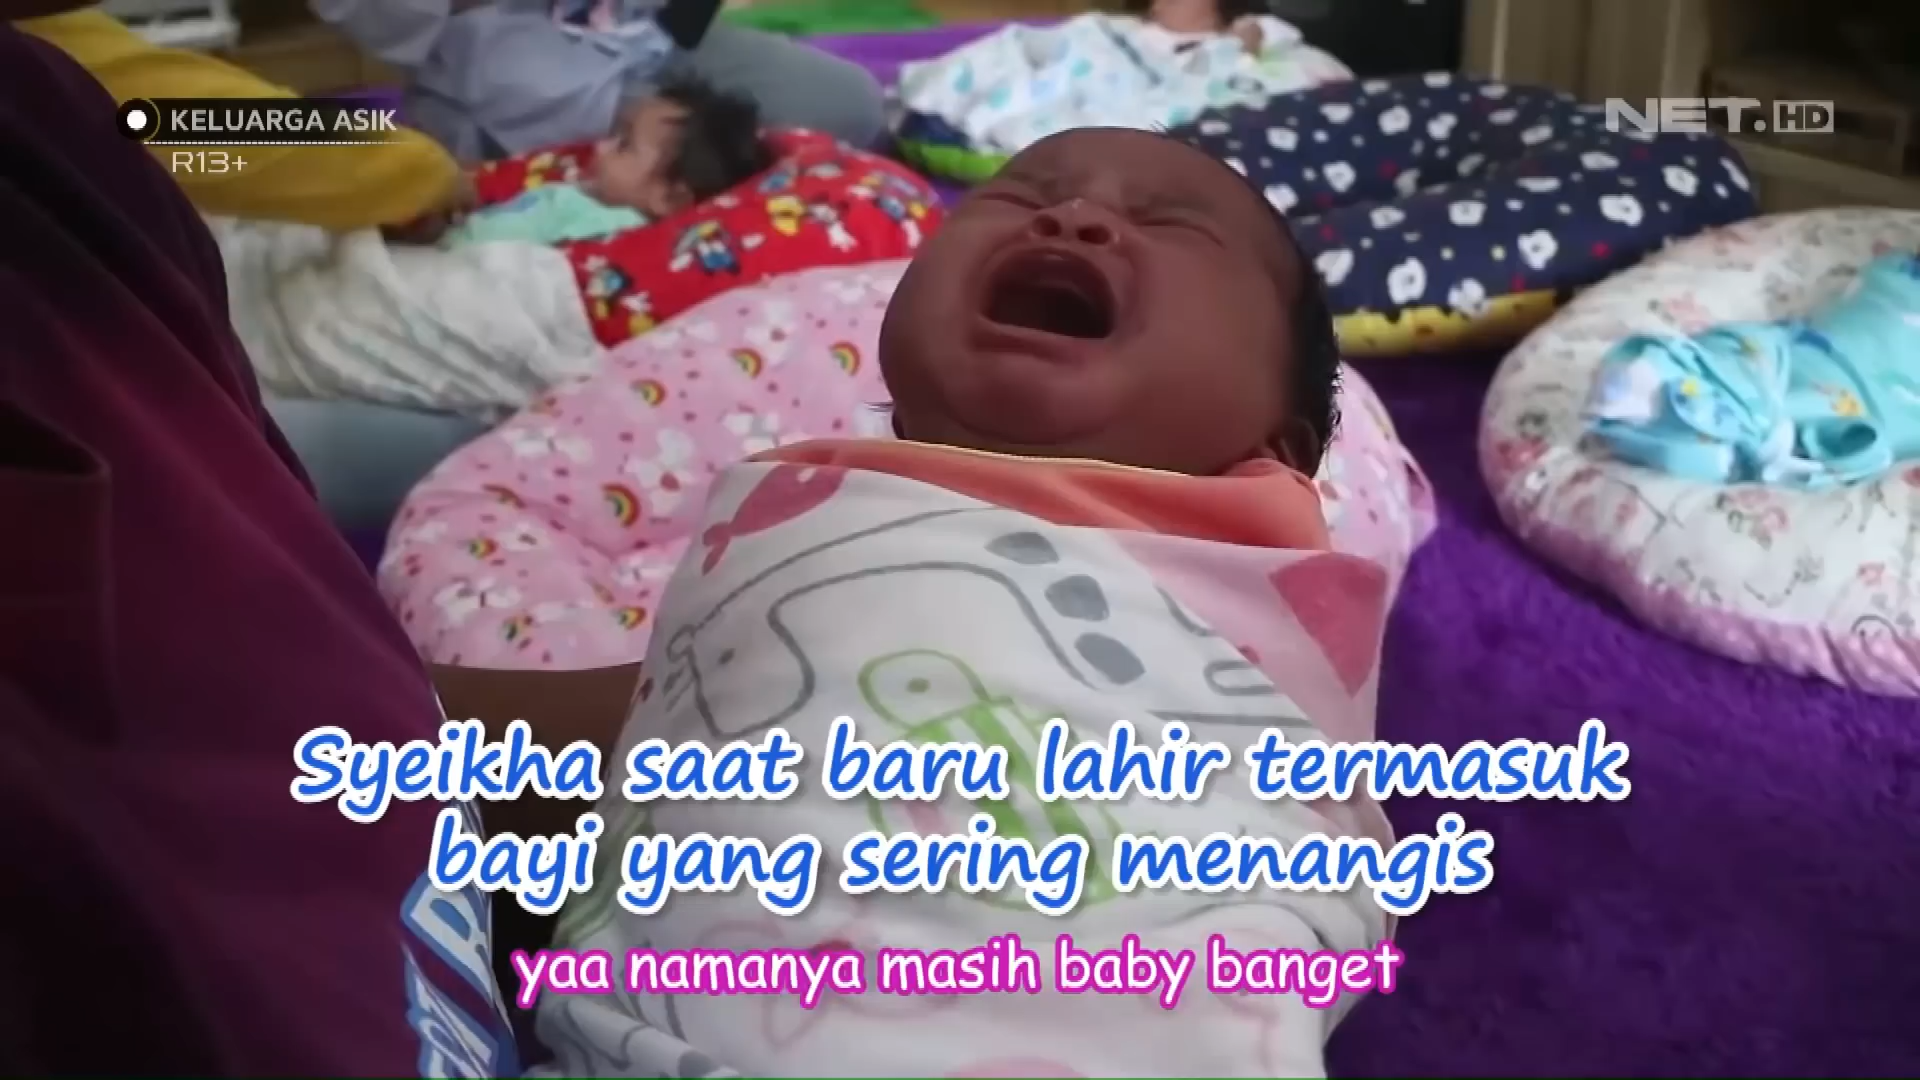 KELUARGA ASIK
R13+
NET.HD
Syeikha saat baru lahir termasuk
bayi yang sering menangis
yaa namanya masih baby banget